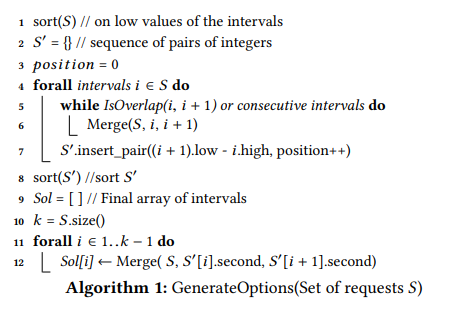 1 sort(S) // on low values of the intervals
2 S′ = {} // sequence of pairs of integers
3 position = 0
4 forall intervals i ∈ S do
5 while IsOverlap(i, i + 1) or consecutive intervals do
6 Merge(S, i, i + 1)
7 S′.insert_pair((i + 1).low - i.high, position++)
8 sort(S′) //sort S′
9 Sol = [ ] // Final array of intervals
10 k = S.size()
11 forall i ∈ 1..k − 1 do
12 Sol[i] ← Merge( S, S′[i].second, S′[i + 1].second)
Algorithm 1: GenerateOptions(Set of requests S)